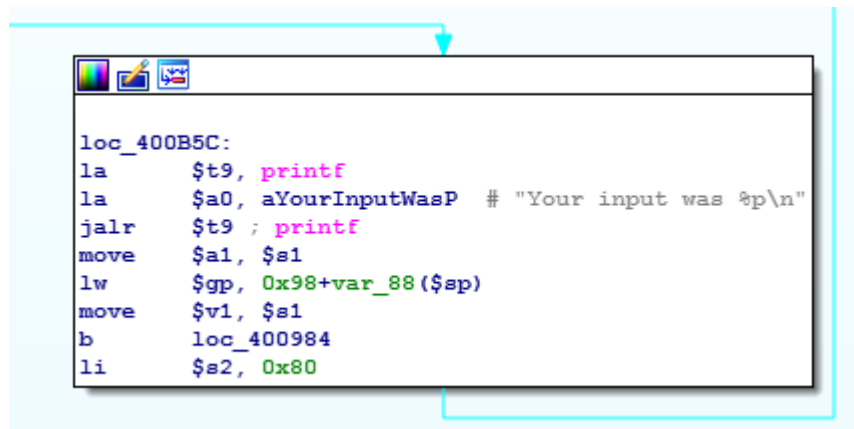 loc_400B5C:
la $t9, printf
la $a0, aYourInputWasP # "Your input was %p\n"
jalr $t9 ; printf
move $a1, $s1
lw $gp, 0x98+var_88($sp)
move $v1, $s1
b loc_400984
li $s2, 0x80